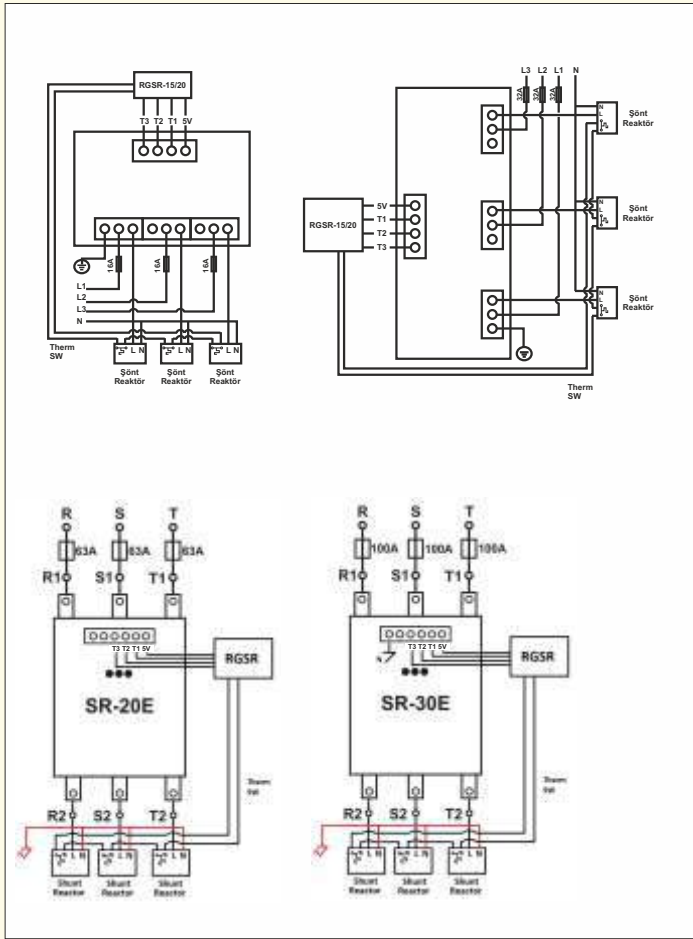 RGSR-15/20
T3 T2 T1 5V
16A 16A 16A
L1
L2
L3
N
Therm
SW
L N L N L N
Şönt
Reaktör
Şönt
Reaktör
Şönt
Reaktör
L3 L2 L1 N
32A 32A 32A
N
L
Şönt
Reaktör
N
L
Şönt
Reaktör
N
L
Şönt
Reaktör
RGSR-15/20
5V
T1
T2
T3
Therm
SW
R S T
63A 63A 63A
R1 S1 T1
T3 T2 T1 5V
RGSR
SR-20E
Therm
SW
R2 S2 T2
L N L N L N
Shunt
Reactor
Shunt
Reactor
Shunt
Reactor
R S T
100A 100A 100A
R1 S1 T1
N
T3 T2 T1 5V
RGSR
SR-30E
Therm
SW
R2 S2 T2
L N L N L N
Shunt
Reactor
Shunt
Reactor
Shunt
Reactor